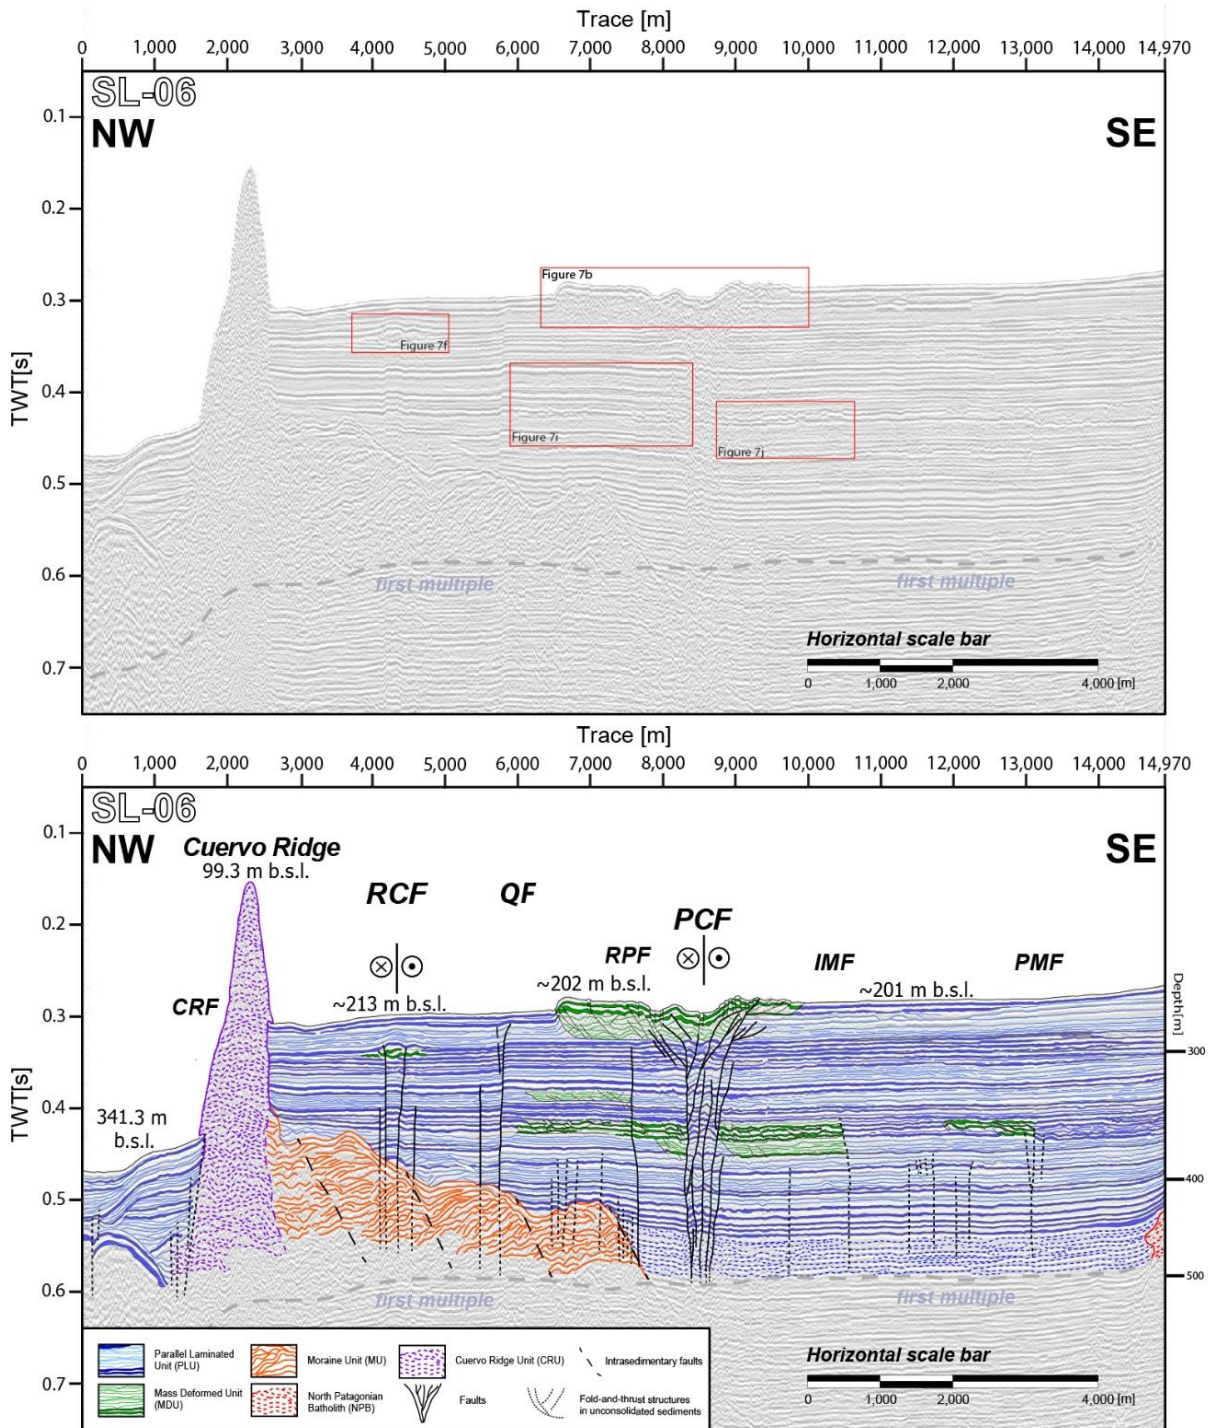 Trace [m]
0 1,000 2,000 3,000 4,000 5,000 6,000 7,000 8,000 9,000 10,000 11,000 12,000 13,000 14,000 14,970
SL-06
NW SE
0.1
0.2
0.3
0.4
0.5
0.6
0.7
TWT[s]
Figure 7b
Figure 7f
Figure 7i
Figure 7j
first multiple first multiple
Horizontal scale bar
0 1,000 2,000 4,000 [m]
Trace [m]
0 1,000 2,000 3,000 4,000 5,000 6,000 7,000 8,000 9,000 10,000 11,000 12,000 13,000 14,000 14,970
SL-06
NW SE
Cuervo Ridge
99.3 m b.s.l.
RCF QF PCF
RPF IMF PMF
CRF
~213 m b.s.l. ~202 m b.s.l. ~201 m b.s.l.
341.3 m
b.s.l.
0.1
0.2
0.3
0.4
0.5
0.6
0.7
TWT[s]
Depth[m]
300
400
500
first multiple first multiple
Parallel Laminated
Unit (PLU)
Moraine Unit (MU)
Cuervo Ridge Unit (CRU)
Intrasedimentary faults
Mass Deformed Unit
(MDU)
North Patagonian
Batholith (NPB)
Faults
Fold-and-thrust structures
in unconsolidated sediments
Horizontal scale bar
0 1,000 2,000 4,000 [m]